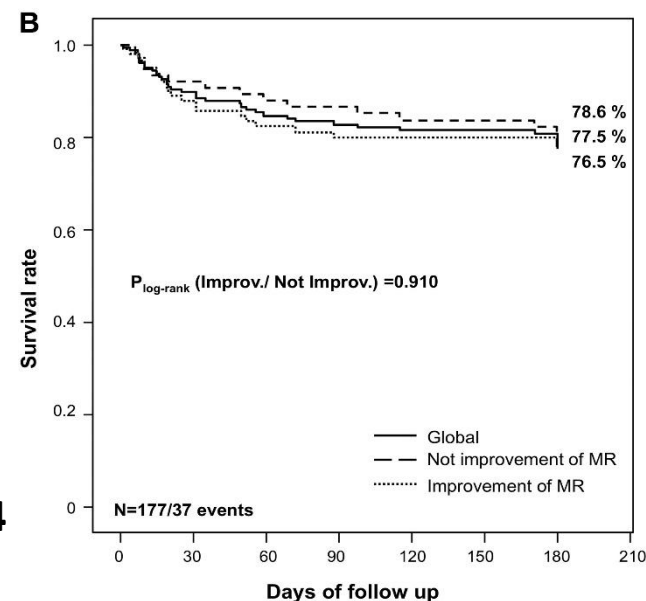 B
1.0
0.8
0.6
0.4
0.2
0
Survival rate
78.6 %
77.5 %
76.5 %
Plog-rank (Improv./ Not Improv.) =0.910
Global
Not improvement of MR
Improvement of MR
N=177/37 events
0 30 60 90 120 150 180 210
Days of follow up